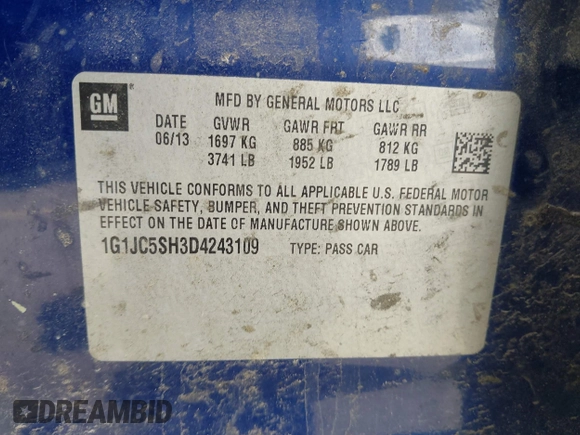 GM
MFD BY GENERAL MOTORS LLC
DATE GVWR GAWR FRT GAWR RR
06/13 1697 KG 885 KG 812 KG
3741 LB 1952 LB 1789 LB
THIS VEHICLE CONFORMS TO ALL APPLICABLE U.S. FEDERAL MOTOR
VEHICLE SAFETY, BUMPER, AND THEFT PREVENTION STANDARDS IN
EFFECT ON THE DATE OF MANUFACTURE SHOWN ABOVE.
1G1JC5SH3D4243109 TYPE: PASS CAR
DREAMBID